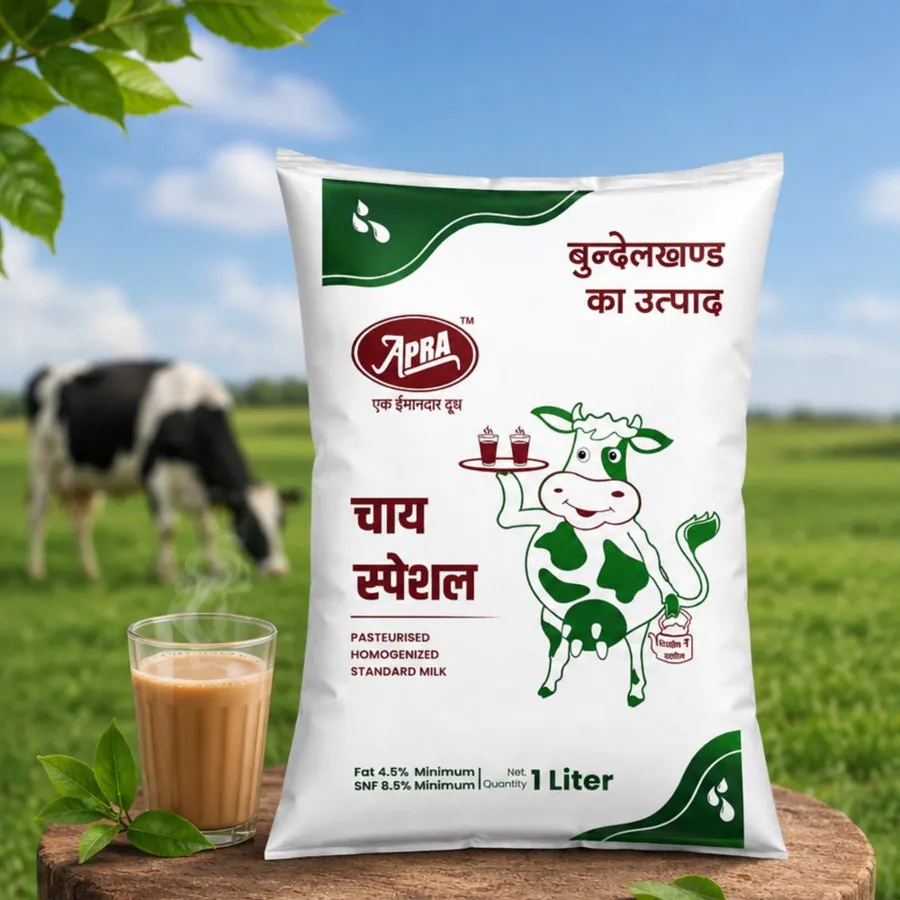 बुन्देलखण्ड
का उत्पाद
APRA TM
एक ईमानदार दूध
चाय
स्पेशल
PASTEURISED
HOMOGENIZED
STANDARD MILK
Fat 4.5% Minimum
SNF 8.5% Minimum
Net.
Quantity
1 Liter